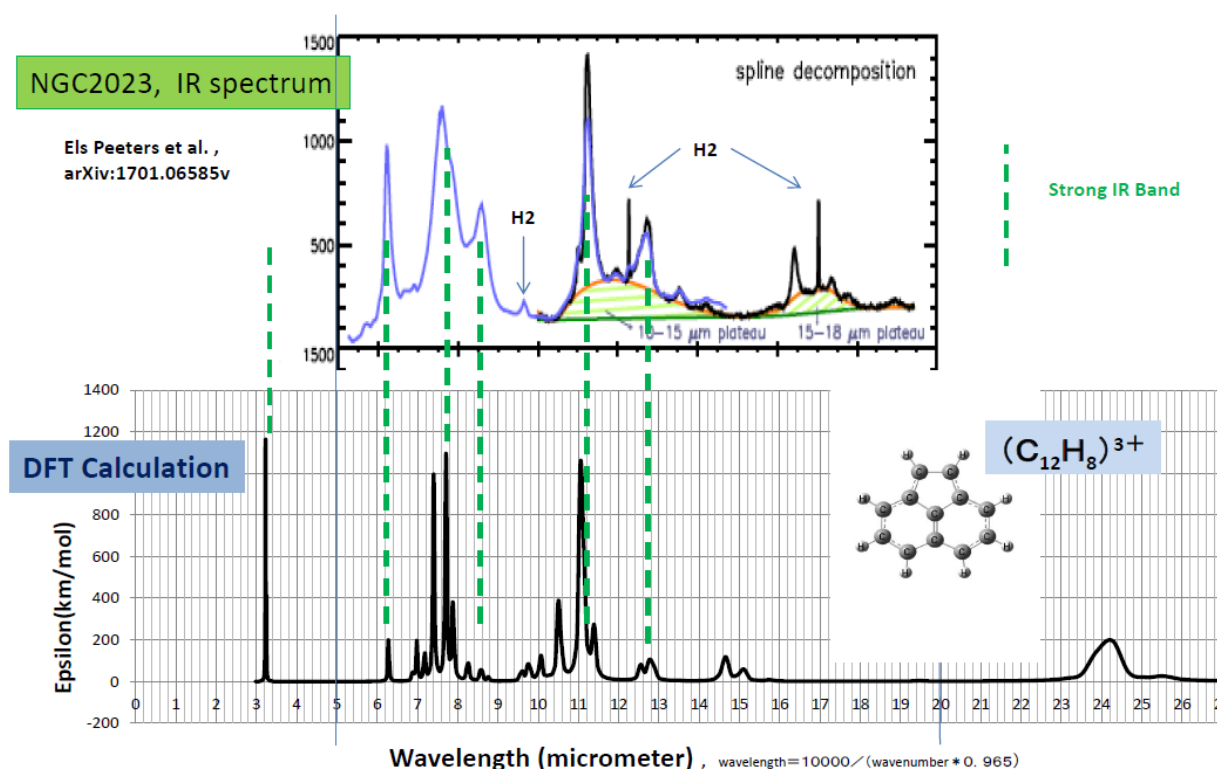 1500
spline decomposition
NGC2023, IR spectrum
Els Peeters et al. ,
arXiv:1701.06585v
1000
H2
Strong IR Band
H2
500
10-15 μm plateau
15-18 μm plateau
1500
1400
1200
1000
800
600
400
200
0
-200
DFT Calculation
(C12H8)3+
H H
H C C H
C C
C C C C
C C
H C C H
H H
Epsilon(km/mol)
0 1 2 3 4 5 6 7 8 9 10 11 12 13 14 15 16 17 18 19 20 21 22 23 24 25 26
Wavelength (micrometer) , wavelength=10000/(wavenumber*0.965)